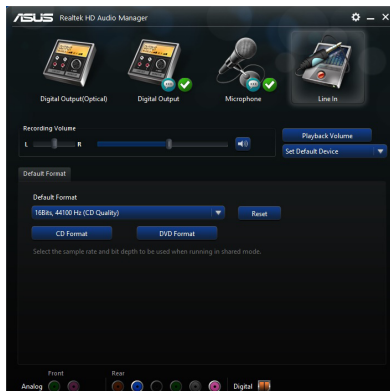 ASUS Realtek HD Audio Manager
Digital Output(Optical)
Digital Output
Microphone
Line In
Recording Volume
L R
Playback Volume
Set Default Device
Default Format
Default Format
16Bits, 44100 Hz (CD Quality)
Reset
CD Format
DVD Format
Select the sample rate and bit depth to be used when running in shared mode.
Front Rear
Analog Digital